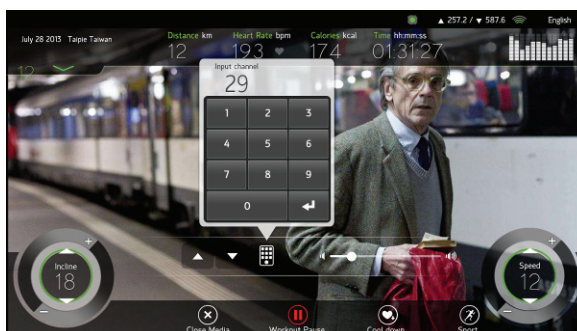 ▲ 257.2 / ▼ 587.6 English
July 28 2013 Taipie Taiwan
Distance km
12
Heart Rate bpm
193
Calories kcal
174
Time hh:mm:ss
01:31:27
12
Input channel
29
1 2 3
4 5 6
7 8 9
0
Incline
18
Speed
12
Close Media
Workout Pause
Cool down
Sport